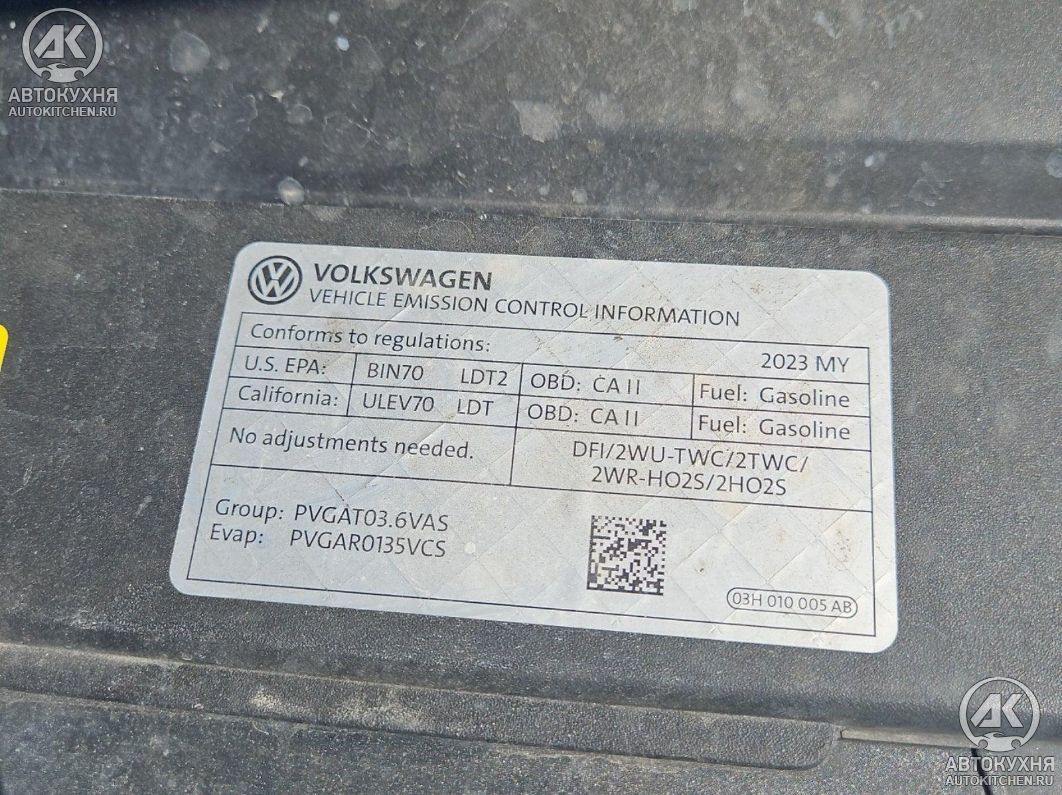 АК
АВТОКУХНЯ
AUTOKITCHEN.RU
VOLKSWAGEN
VEHICLE EMISSION CONTROL INFORMATION
Conforms to regulations: 2023 MY
U.S. EPA: BIN70 LDT2 OBD: CA II Fuel: Gasoline
California: ULEV70 LDT OBD: CA II Fuel: Gasoline
No adjustments needed. DFI/2WU-TWC/2TWC/
2WR-HO2S/2HO2S
Group: PVGAT03.6VAS
Evap: PVGAR0135VCS
03H 010 005 AB
АК
АВТОКУХНЯ
AUTOKITCHEN.RU